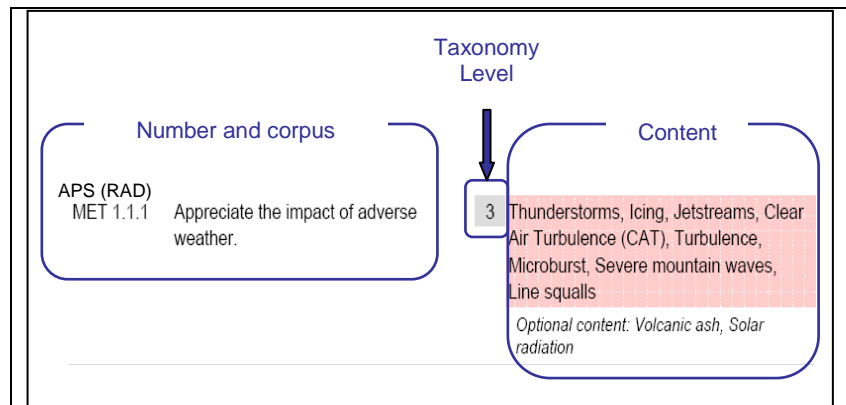 Taxonomy
Level
Number and corpus
Content
APS (RAD)
MET 1.1.1 Appreciate the impact of adverse
weather.
3
Thunderstorms, Icing, Jetstreams, Clear
Air Turbulence (CAT), Turbulence,
Microburst, Severe mountain waves,
Line squalls
Optional content: Volcanic ash, Solar
radiation